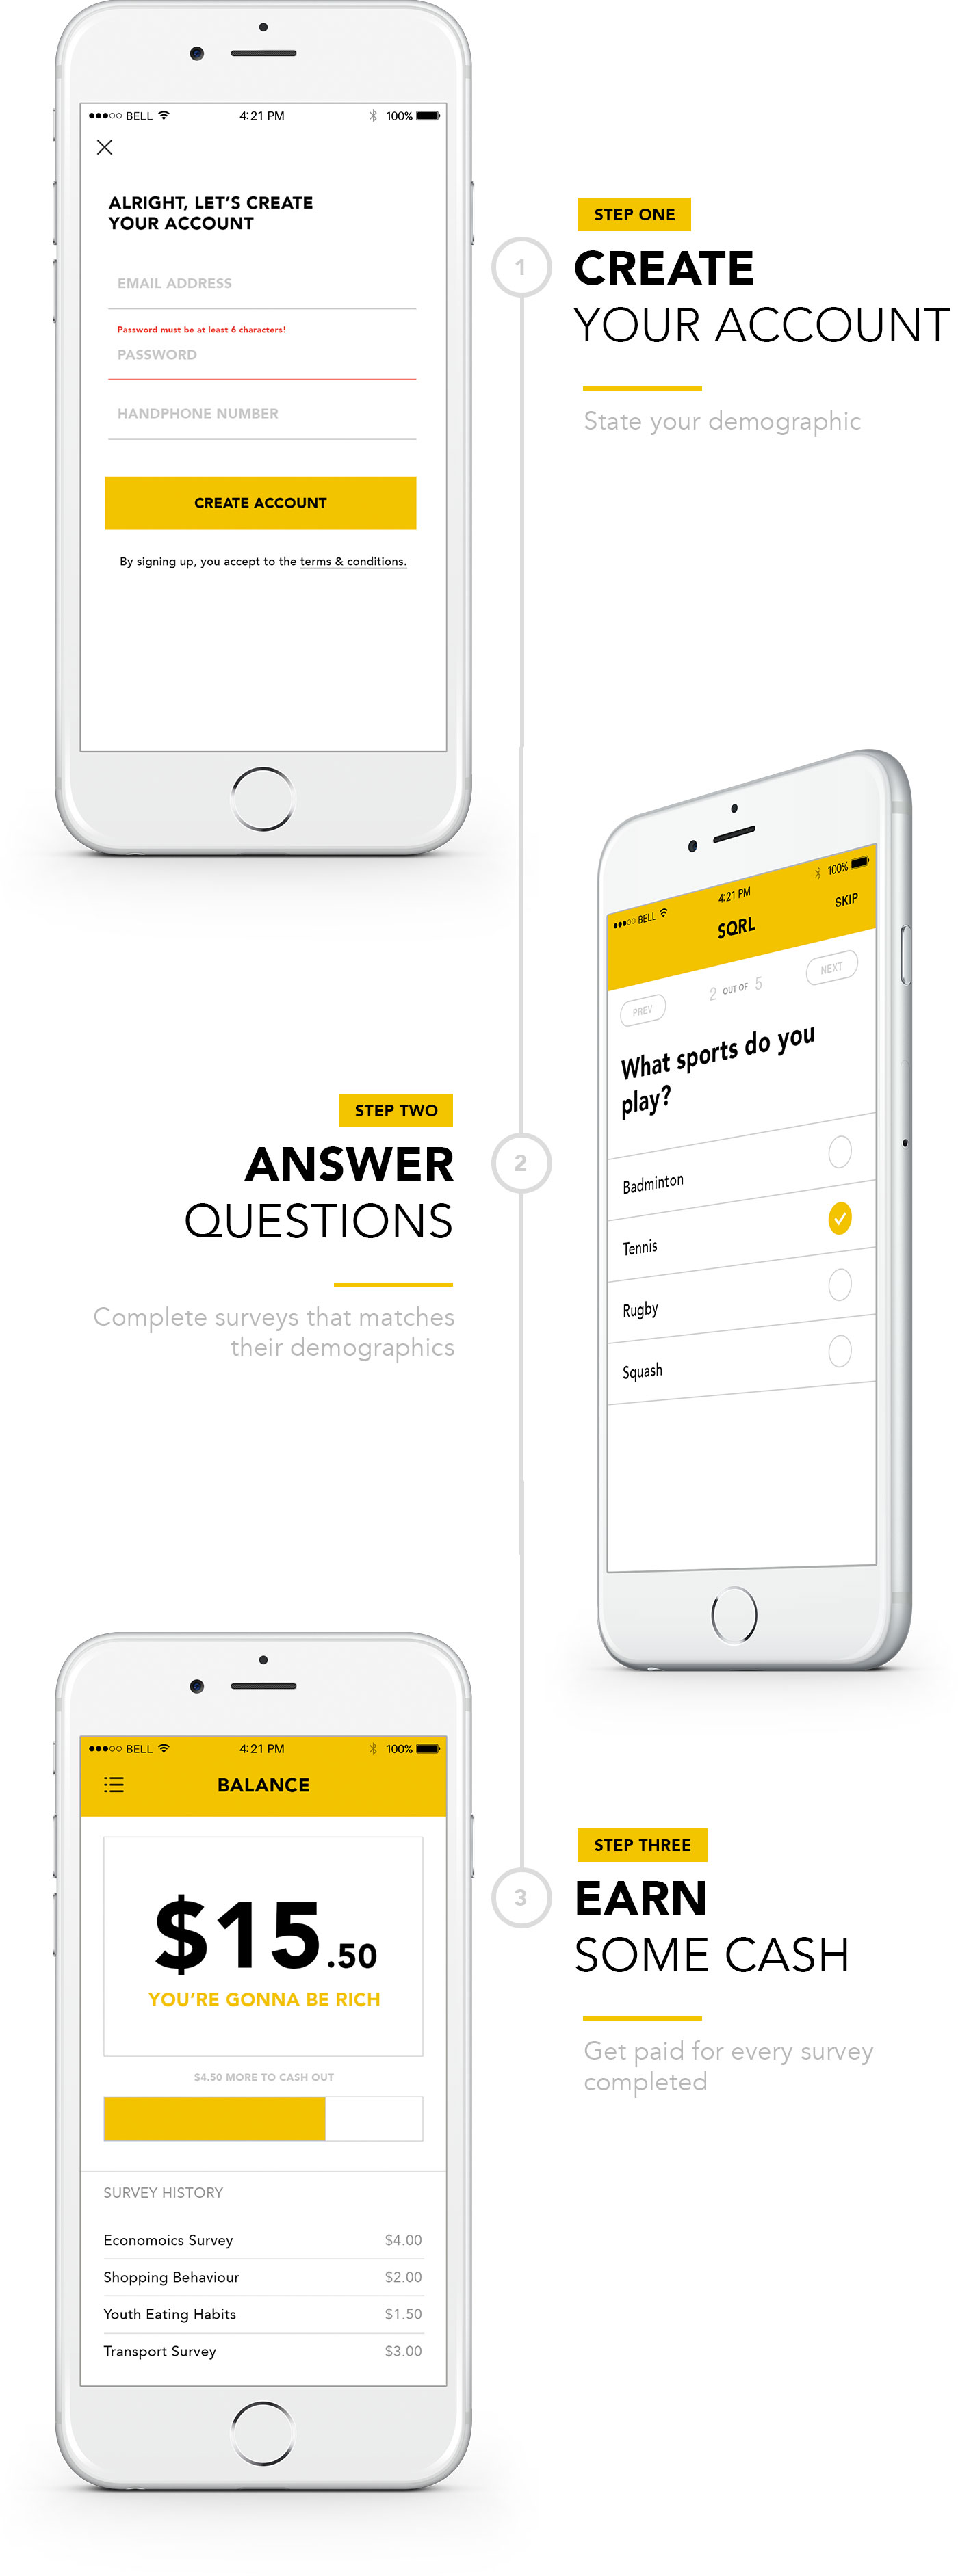 BELL
4:21 PM
100%
ALRIGHT, LET'S CREATE
YOUR ACCOUNT
EMAIL ADDRESS
Password must be at least 6 characters!
PASSWORD
HANDPHONE NUMBER
CREATE ACCOUNT
By signing up, you accept to the terms & conditions.
STEP ONE
1
CREATE
YOUR ACCOUNT
State your demographic
BELL
4:21 PM
100%
SQRL
SKIP
PREV
2 OUT OF 5
NEXT
What sports do you
play?
Badminton
Tennis
Rugby
Squash
STEP TWO
2
ANSWER
QUESTIONS
Complete surveys that matches
their demographics
BELL
4:21 PM
100%
BALANCE
$15.50
YOU'RE GONNA BE RICH
$4.50 MORE TO CASH OUT
SURVEY HISTORY
Economoics Survey $4.00
Shopping Behaviour $2.00
Youth Eating Habits $1.50
Transport Survey $3.00
STEP THREE
3
EARN
SOME CASH
Get paid for every survey
completed